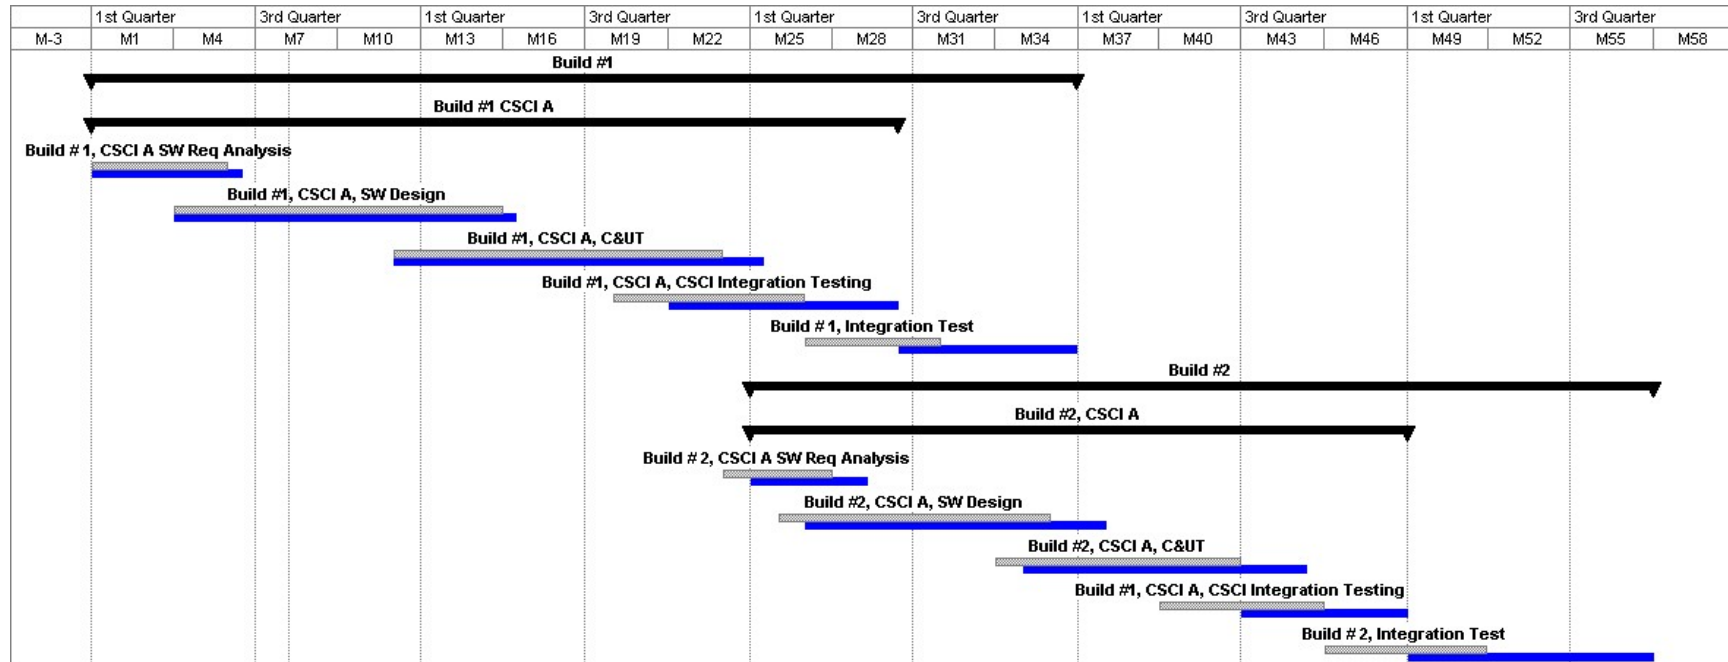 1st Quarter 3rd Quarter 1st Quarter 3rd Quarter 1st Quarter 3rd Quarter 1st Quarter 3rd Quarter 1st Quarter 3rd Quarter
M-3 M1 M4 M7 M10 M13 M16 M19 M22 M25 M28 M31 M34 M37 M40 M43 M46 M49 M52 M55 M58
Build #1
Build #1 CSCI A
Build #1, CSCI A SW Req Analysis
Build #1, CSCI A, SW Design
Build #1, CSCI A, C&UT
Build #1, CSCI A, CSCI Integration Testing
Build #1, Integration Test
Build #2
Build #2, CSCI A
Build #2, CSCI A SW Req Analysis
Build #2, CSCI A, SW Design
Build #2, CSCI A, C&UT
Build #1, CSCI A, CSCI Integration Testing
Build #2, Integration Test